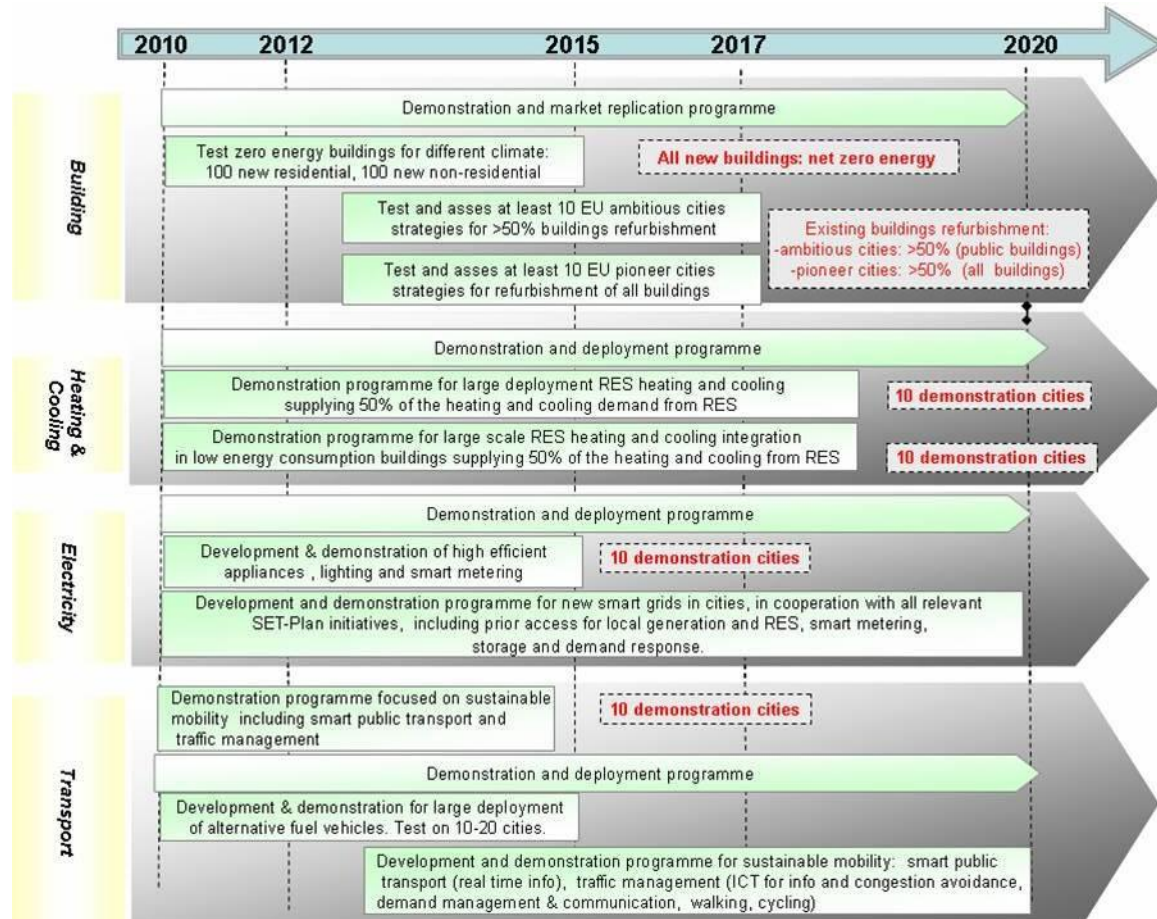 2010 2012 2015 2017 2020
Building
Demonstration and market replication programme
Test zero energy buildings for different climate:
100 new residential, 100 new non-residential
All new buildings: net zero energy
Test and asses at least 10 EU ambitious cities
strategies for >50% buildings refurbishment
Existing buildings refurbishment:
-ambitious cities: >50% (public buildings)
-pioneer cities: >50% (all buildings)
Test and asses at least 10 EU pioneer cities
strategies for refurbishment of all buildings
Heating &
Cooling
Demonstration and deployment programme
Demonstration programme for large deployment RES heating and cooling
supplying 50% of the heating and cooling demand from RES
10 demonstration cities
Demonstration programme for large scale RES heating and cooling integration
in low energy consumption buildings supplying 50% of the heating and cooling from RES
10 demonstration cities
Electricity
Demonstration and deployment programme
Development & demonstration of high efficient
appliances , lighting and smart metering
10 demonstration cities
Development and demonstration programme for new smart grids in cities, in cooperation with all relevant
SET-Plan initiatives, including prior access for local generation and RES, smart metering,
storage and demand response.
Transport
Demonstration programme focused on sustainable
mobility including smart public transport and
traffic management
10 demonstration cities
Demonstration and deployment programme
Development & demonstration for large deployment
of alternative fuel vehicles. Test on 10-20 cities.
Development and demonstration programme for sustainable mobility: smart public
transport (real time info), traffic management (ICT for info and congestion avoidance,
demand management & communication, walking, cycling)